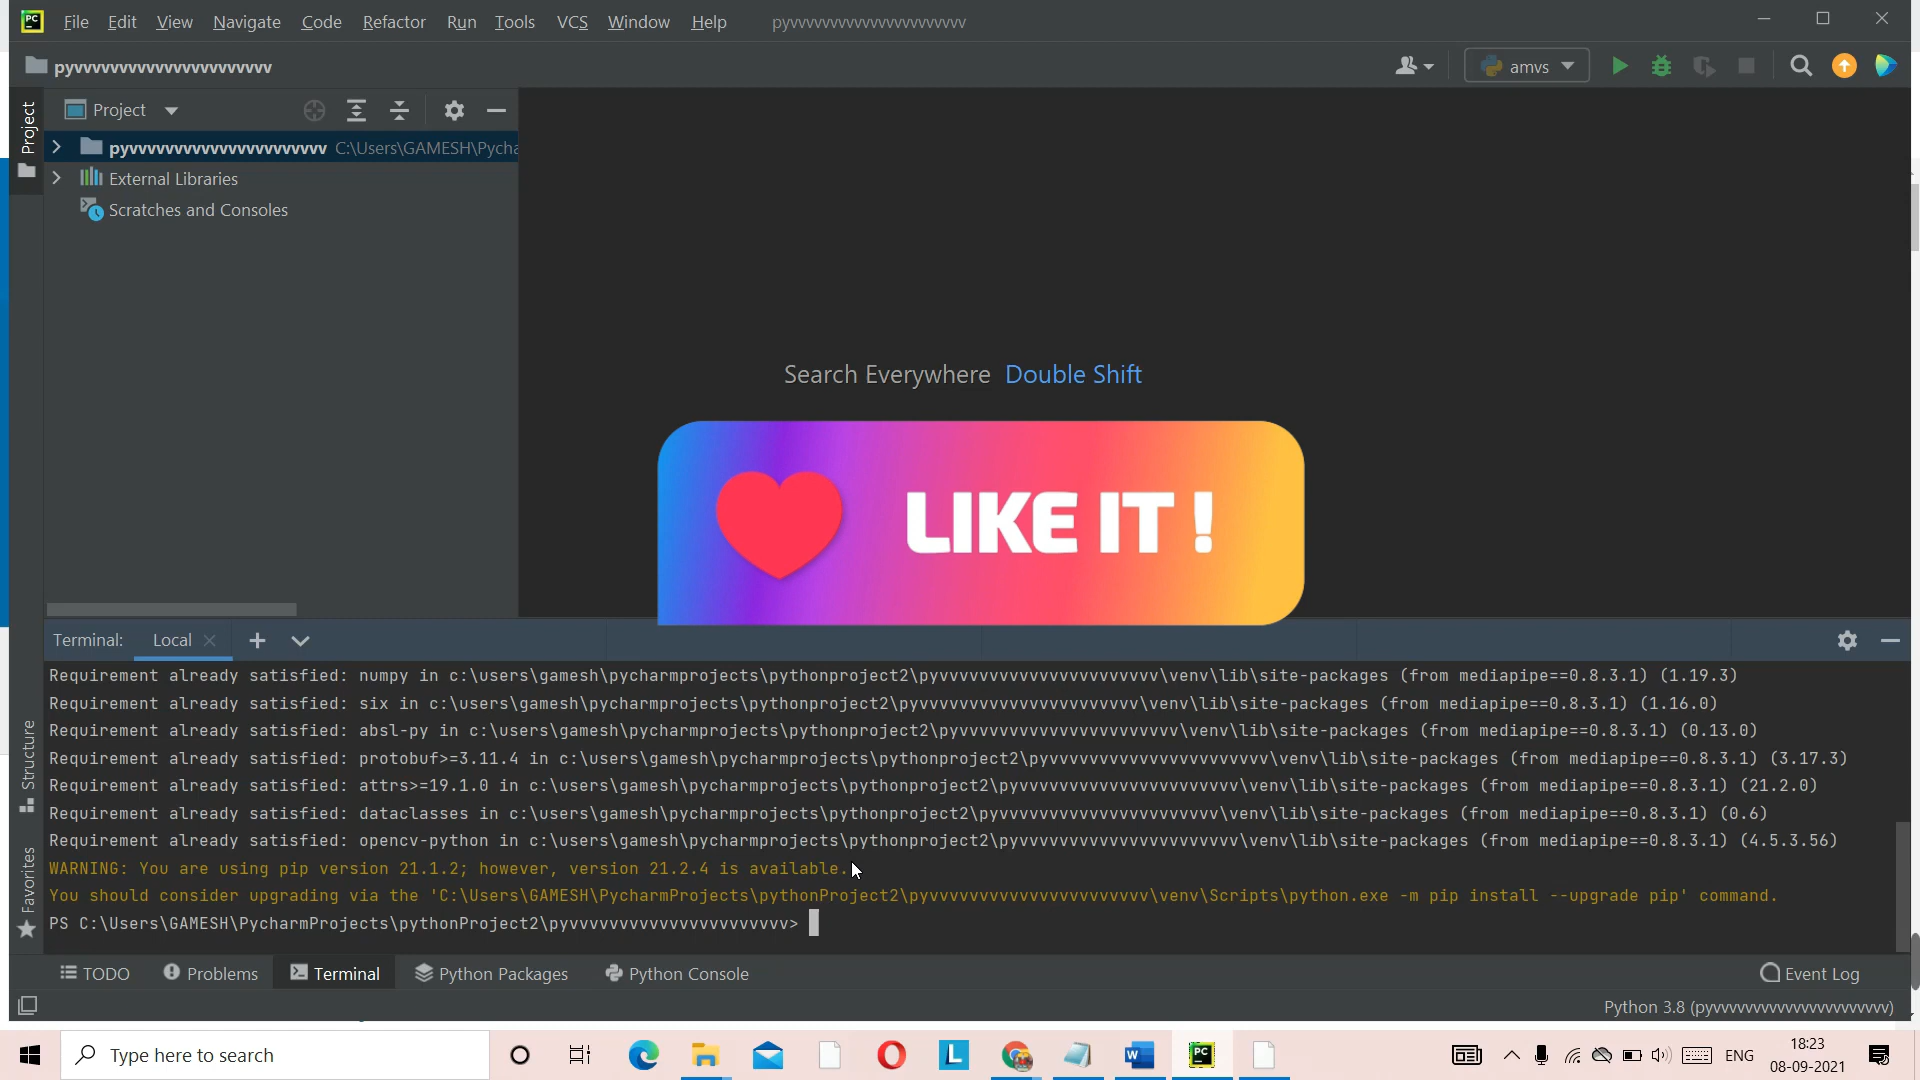 PC File Edit View Navigate Code Refactor Run Tools VCS Window Help pyvvvvvvvvvvvvvvvvvvvvvv
pyvvvvvvvvvvvvvvvvvvvvvv amvs
Project
Project
pyvvvvvvvvvvvvvvvvvvvvvv C:\Users\GAMESH\Pycha
External Libraries
Scratches and Consoles
Search Everywhere Double Shift
LIKE IT !
Terminal: Local
Requirement already satisfied: numpy in c:\users\gamesh\pycharmprojects\pythonproject2\pyvvvvvvvvvvvvvvvvvvvvvv\venv\lib\site-packages (from mediapipe==0.8.3.1) (1.19.3)
Requirement already satisfied: six in c:\users\gamesh\pycharmprojects\pythonproject2\pyvvvvvvvvvvvvvvvvvvvvvv\venv\lib\site-packages (from mediapipe==0.8.3.1) (1.16.0)
Requirement already satisfied: absl-py in c:\users\gamesh\pycharmprojects\pythonproject2\pyvvvvvvvvvvvvvvvvvvvvvv\venv\lib\site-packages (from mediapipe==0.8.3.1) (0.13.0)
Requirement already satisfied: protobuf>=3.11.4 in c:\users\gamesh\pycharmprojects\pythonproject2\pyvvvvvvvvvvvvvvvvvvvvvv\venv\lib\site-packages (from mediapipe==0.8.3.1) (3.17.3)
Requirement already satisfied: attrs>=19.1.0 in c:\users\gamesh\pycharmprojects\pythonproject2\pyvvvvvvvvvvvvvvvvvvvvvv\venv\lib\site-packages (from mediapipe==0.8.3.1) (21.2.0)
Requirement already satisfied: dataclasses in c:\users\gamesh\pycharmprojects\pythonproject2\pyvvvvvvvvvvvvvvvvvvvvvv\venv\lib\site-packages (from mediapipe==0.8.3.1) (0.6)
Requirement already satisfied: opencv-python in c:\users\gamesh\pycharmprojects\pythonproject2\pyvvvvvvvvvvvvvvvvvvvvvv\venv\lib\site-packages (from mediapipe==0.8.3.1) (4.5.3.56)
WARNING: You are using pip version 21.1.2; however, version 21.2.4 is available.
You should consider upgrading via the 'C:\Users\GAMESH\PycharmProjects\pythonProject2\pyvvvvvvvvvvvvvvvvvvvvvv\venv\Scripts\python.exe -m pip install --upgrade pip' command.
PS C:\Users\GAMESH\PycharmProjects\pythonProject2\pyvvvvvvvvvvvvvvvvvvvvvv>
Structure
Favorites
TODO Problems Terminal Python Packages Python Console Event Log
Python 3.8 (pyvvvvvvvvvvvvvvvvvvvvvv)
Type here to search
L W PC
ENG
18:23
08-09-2021